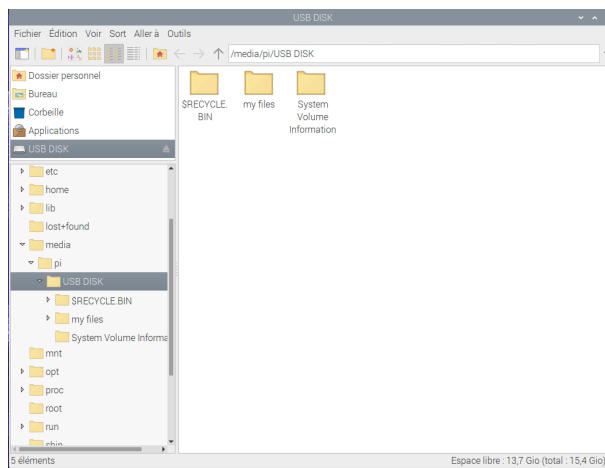 USB DISK
Fichier Édition Voir Sort Aller à Outils
/media/pi/USB DISK
Dossier personnel
Bureau
Corbeille
Applications
USB DISK
etc
home
lib
lost+found
media
pi
USB DISK
$RECYCLE.BIN
my files
System Volume Informa
mnt
opt
proc
root
run
sbin
$RECYCLE.
BIN
my files
System
Volume
Information
5 éléments
Espace libre : 13,7 Gio (total : 15,4 Gio)